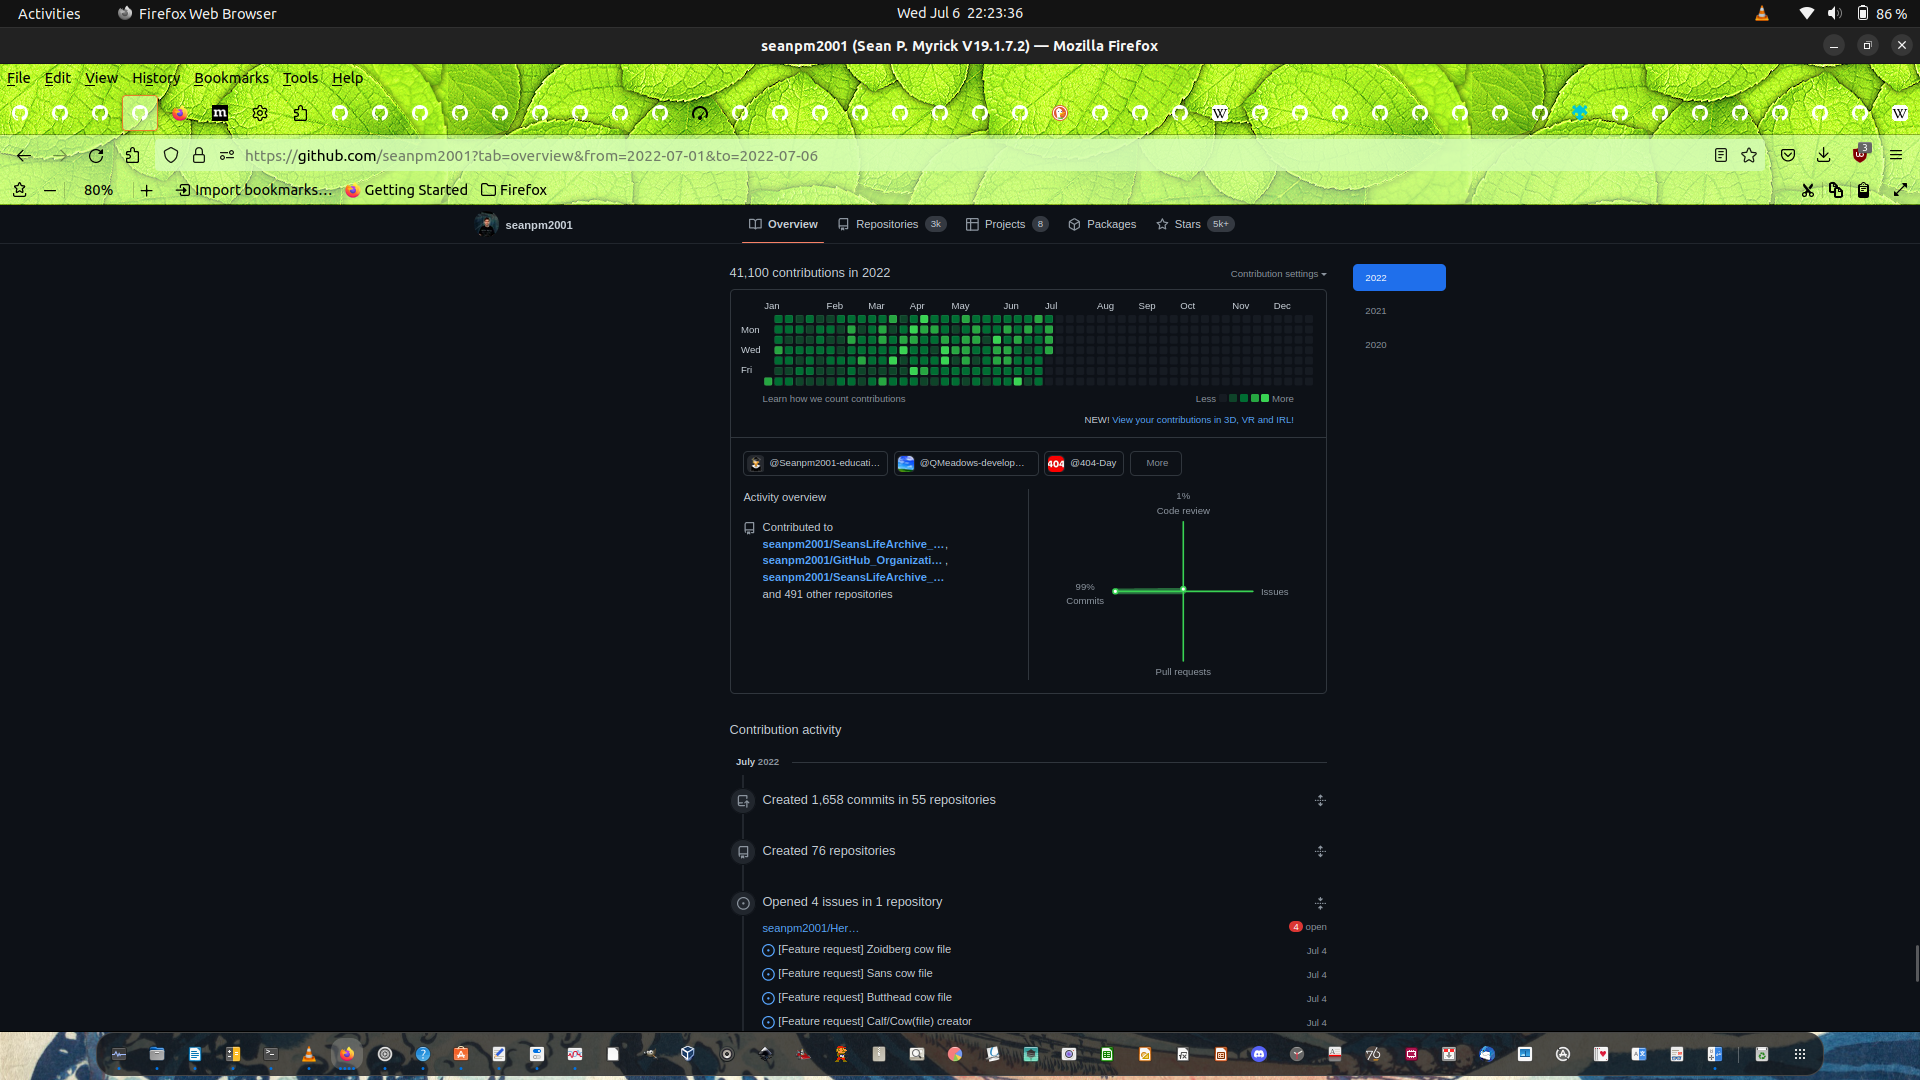 Activities Firefox Web Browser Wed Jul 6 22:23:36 86 %
seanpm2001 (Sean P. Myrick V19.1.7.2) — Mozilla Firefox
File Edit View History Bookmarks Tools Help
https://github.com/seanpm2001?tab=overview&from=2022-07-01&to=2022-07-06 3
80% Import bookmarks… Getting Started Firefox
seanpm2001 Overview Repositories 3k Projects 8 Packages Stars 5k+
41,100 contributions in 2022 Contribution settings
2022
2021
2020
Jan Feb Mar Apr May Jun Jul Aug Sep Oct Nov Dec
Mon
Wed
Fri
Learn how we count contributions Less More
NEW! View your contributions in 3D, VR and IRL!
@Seanpm2001-educati… @QMeadows-develop… 404 @404-Day More
Activity overview
Contributed to
seanpm2001/SeansLifeArchive_…,
seanpm2001/GitHub_Organizati… ,
seanpm2001/SeansLifeArchive_…
and 491 other repositories
1%
Code review
99%
Commits
Issues
Pull requests
Contribution activity
July 2022
Created 1,658 commits in 55 repositories
Created 76 repositories
Opened 4 issues in 1 repository
seanpm2001/Her… 4 open
[Feature request] Zoidberg cow file Jul 4
[Feature request] Sans cow file Jul 4
[Feature request] Butthead cow file Jul 4
[Feature request] Calf/Cow(file) creator Jul 4